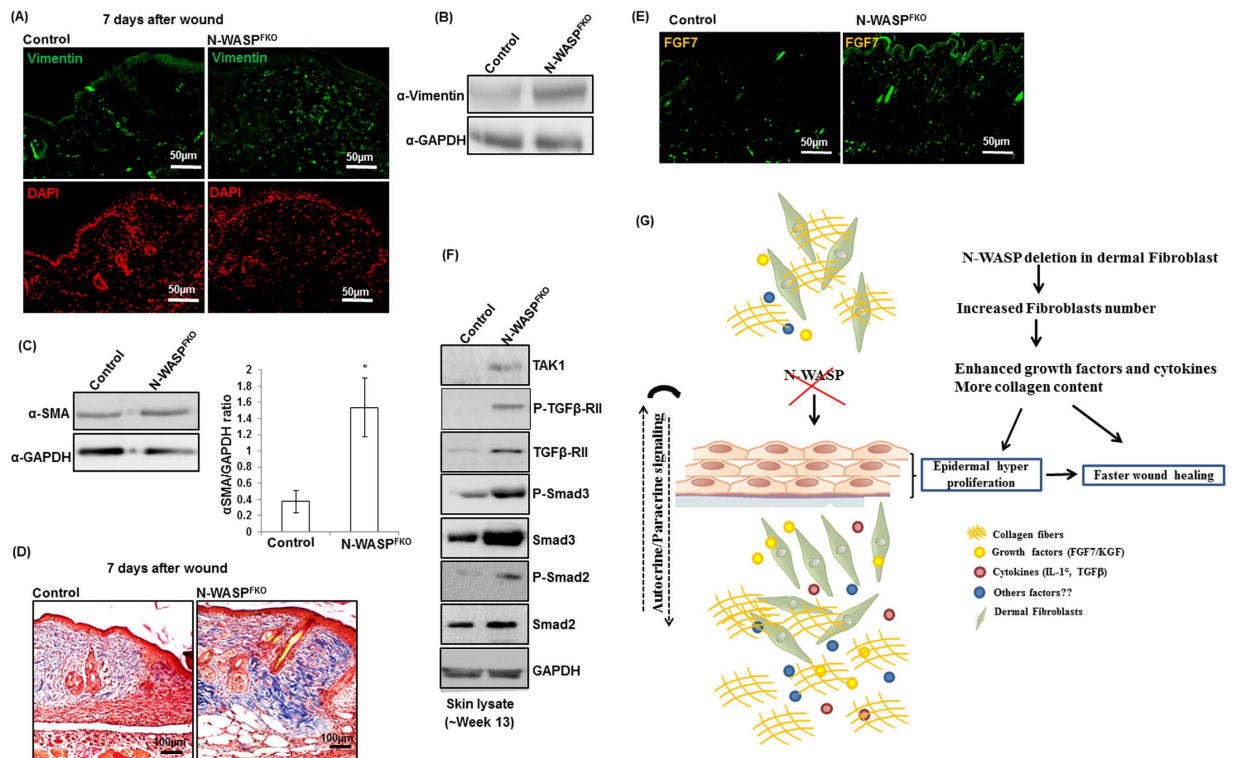 (A)
7 days after wound
Control
N-WASPFKO
Vimentin
Vimentin
50µm
50µm
DAPI
DAPI
50µm
50µm
(B)
Control
N-WASPFKO
α-Vimentin
α-GAPDH
(C)
Control
N-WASPFKO
α-SMA
α-GAPDH
αSMA/GAPDH ratio
2
1.8
1.6
1.4
1.2
1
0.8
0.6
0.4
0.2
0
*
Control
N-WASPFKO
(D)
7 days after wound
Control
N-WASPFKO
100µm
100µm
(E)
Control
N-WASPFKO
FGF7
FGF7
50µm
50µm
(F)
Control
N-WASPFKO
TAK1
P-TGFβ-RII
TGFβ-RII
P-Smad3
Smad3
P-Smad2
Smad2
GAPDH
Skin lysate
(~Week 13)
(G)
N-WASP
Autocrine/Paracrine signaling
N-WASP deletion in dermal Fibroblast
Increased Fibroblasts number
Enhanced growth factors and cytokines
More collagen content
Epidermal hyper
proliferation
Faster wound healing
Collagen fibers
Growth factors (FGF7/KGF)
Cytokines (IL-1α, TGFβ)
Others factors??
Dermal Fibroblasts